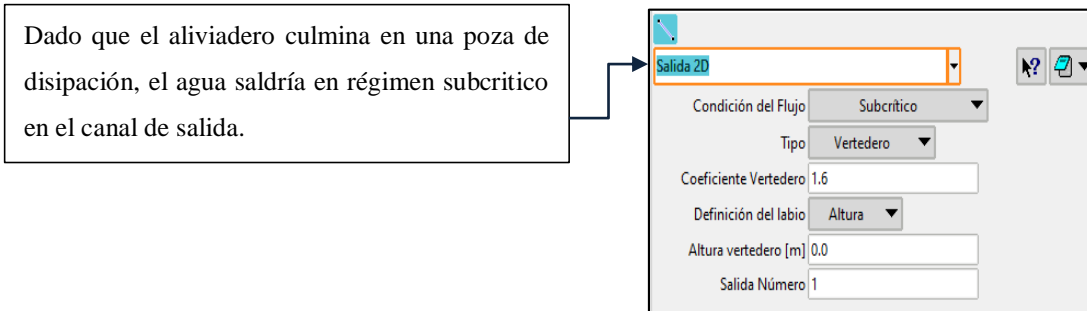 Dado que el aliviadero culmina en una poza de
disipación, el agua saldría en régimen subcritico
en el canal de salida.
Salida 2D
Condición del Flujo Subcrítico
Tipo Vertedero
Coeficiente Vertedero 1.6
Definición del labio Altura
Altura vertedero [m] 0.0
Salida Número 1